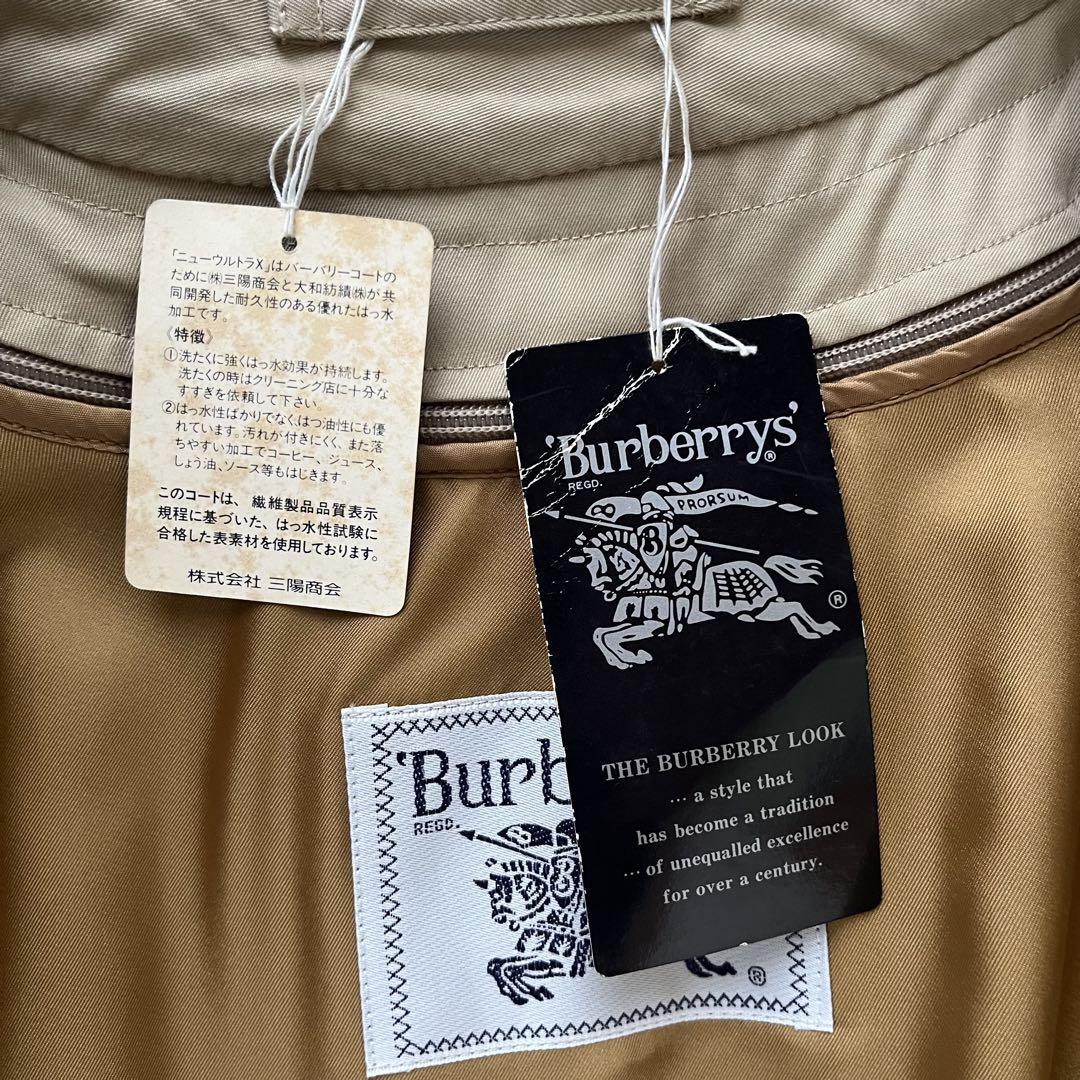 「ニューウルトラX」はバーバリーコートの
ために㈱三陽商会と大和紡績㈱が共
同開発した耐久性のある優れたはっ水
加工です。
《特徴》
①洗たくに強くはっ水効果が持続します。
洗たくの時はクリーニング店に十分な
すすぎを依頼して下さい。
②はっ水性ばかりでなく、はつ油性にも優
れています。汚れが付きにくく、また落
ちやすい加工でコーヒー、ジュース、
しょう油、ソース等もはじきます。
このコートは、繊維製品品質表示
規程に基づいた、はっ水性試験に
合格した表素材を使用しております。
株式会社 三陽商会
'Burberrys'®
REGD.
PRORSUM
B
®
THE BURBERRY LOOK
… a style that
has become a tradition
… of unequalled excellence
for over a century.
'Burb
REGD.
B
®